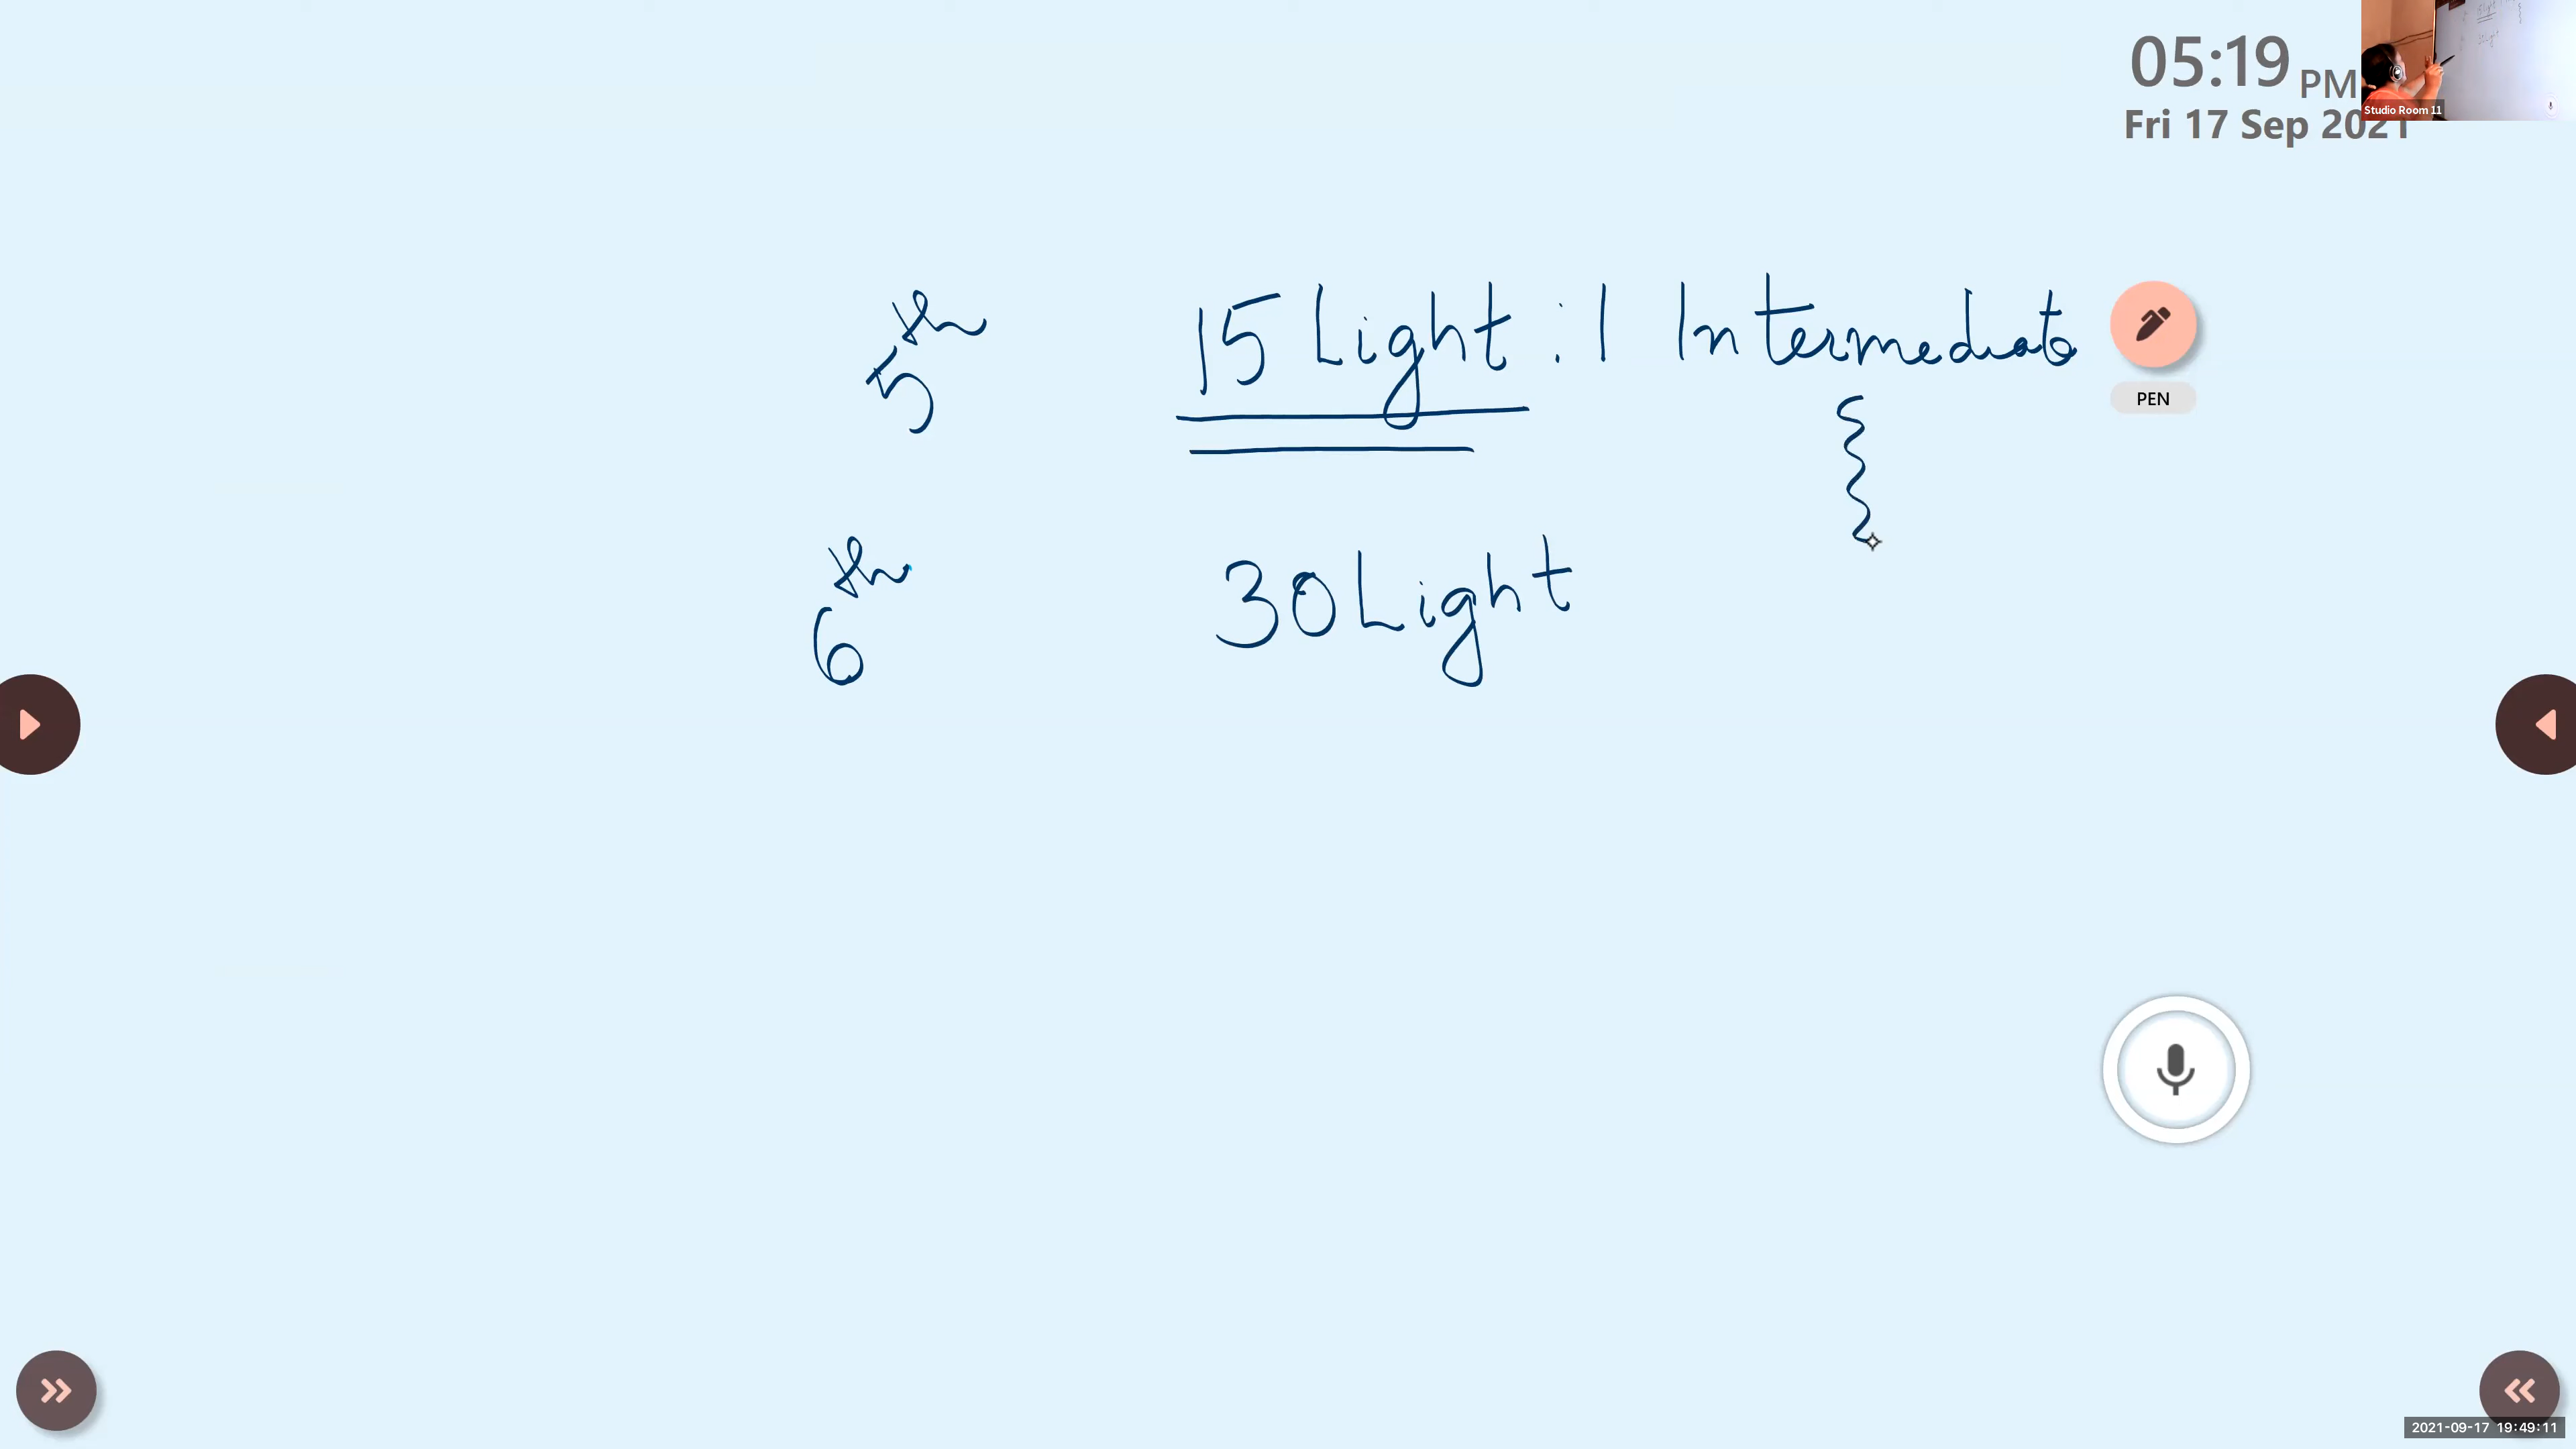 05:19 PM
Fri 17 Sep 2021
Studio Room 11
5th 15 Light : 1 Intermediate
PEN
6th 30 Light
2021-09-17 19:49:11